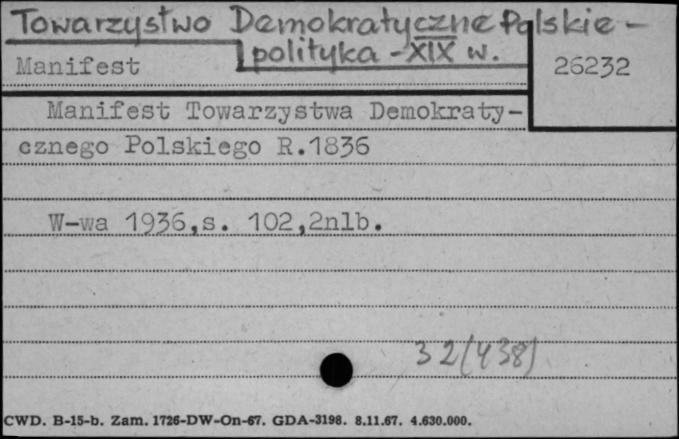 Towarzystwo Demokratyczne Polskie -
polityka - XIX w.
Manifest
26232
Manifest Towarzystwa Demokraty-
cznego Polskiego R.1836
W-wa 1936,s. 102,2nlb.
32(438)
CWD. B-15-b. Zam. 1726-DW-On-67. GDA-3198. 8.11.67. 4.630.000.